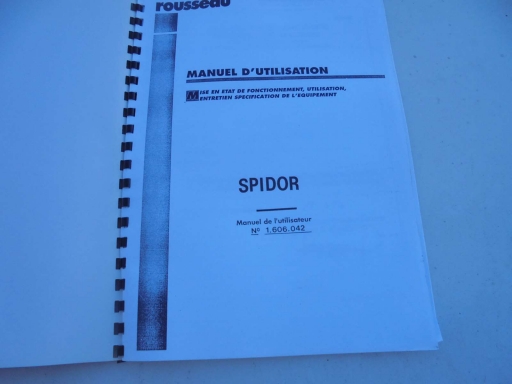 rousseau
MANUEL D'UTILISATION
MISE EN ETAT DE FONCTIONNEMENT, UTILISATION,
ENTRETIEN SPECIFICATION DE L'EQUIPEMENT
SPIDOR
Manuel de l'utilisateur
Nº 1.606.042